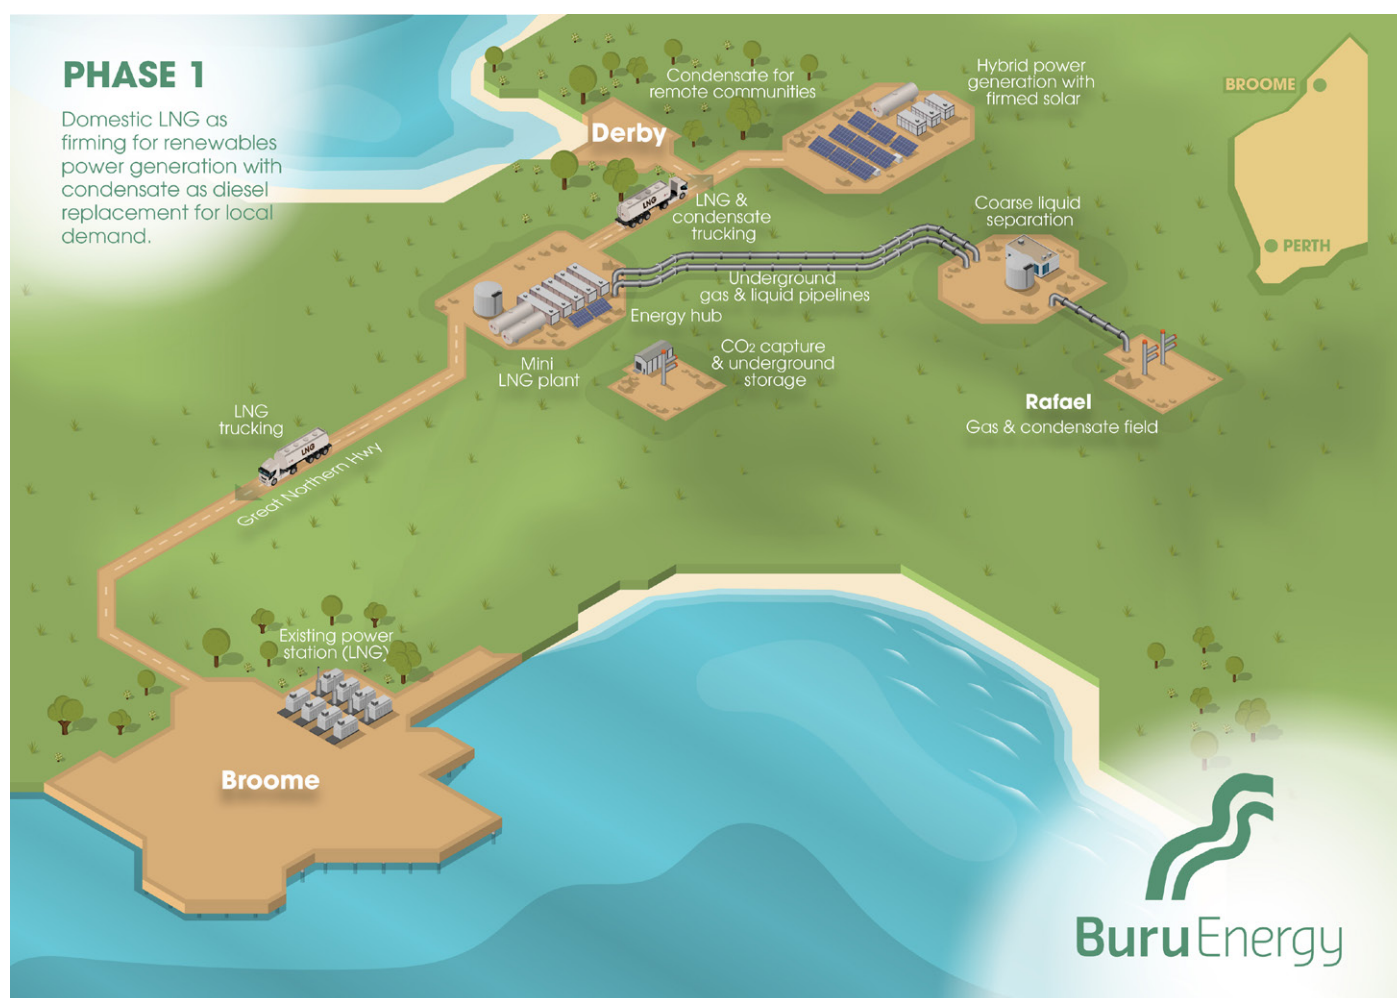 PHASE 1
Domestic LNG as
firming for renewables
power generation with
condensate as diesel
replacement for local
demand.
Condensate for
remote communities
Hybrid power
generation with
firmed solar
BROOME
PERTH
Derby
LNG
LNG &
condensate
trucking
Coarse liquid
separation
Underground
gas & liquid pipelines
Energy hub
Mini
LNG plant
CO2 capture
& underground
storage
Rafael
Gas & condensate field
LNG
trucking
LNG
Great Northern Hwy
Existing power
station (LNG)
Broome
Buru Energy